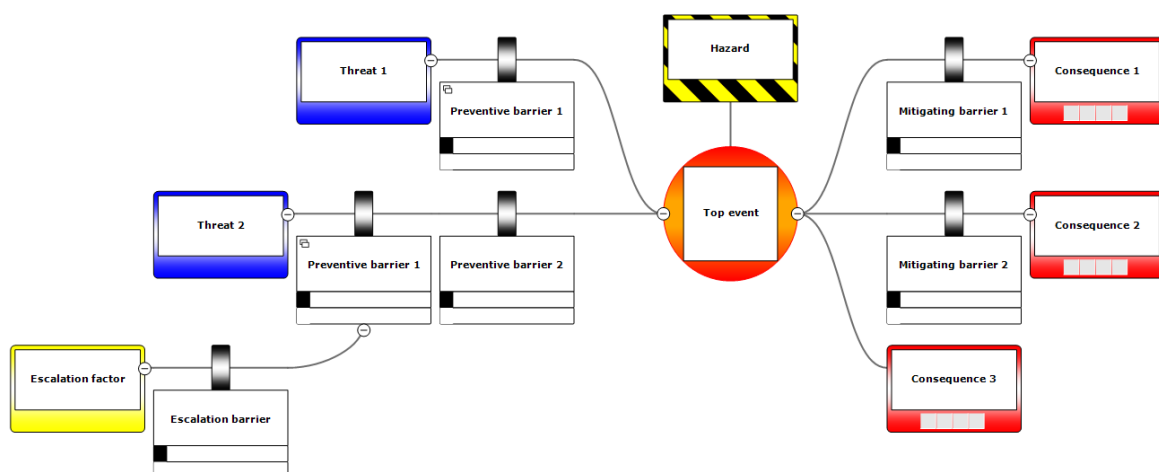 Hazard
Threat 1
Preventive barrier 1
Mitigating barrier 1
Consequence 1
Threat 2
Preventive barrier 1
Preventive barrier 2
Top event
Mitigating barrier 2
Consequence 2
Escalation factor
Escalation barrier
Consequence 3